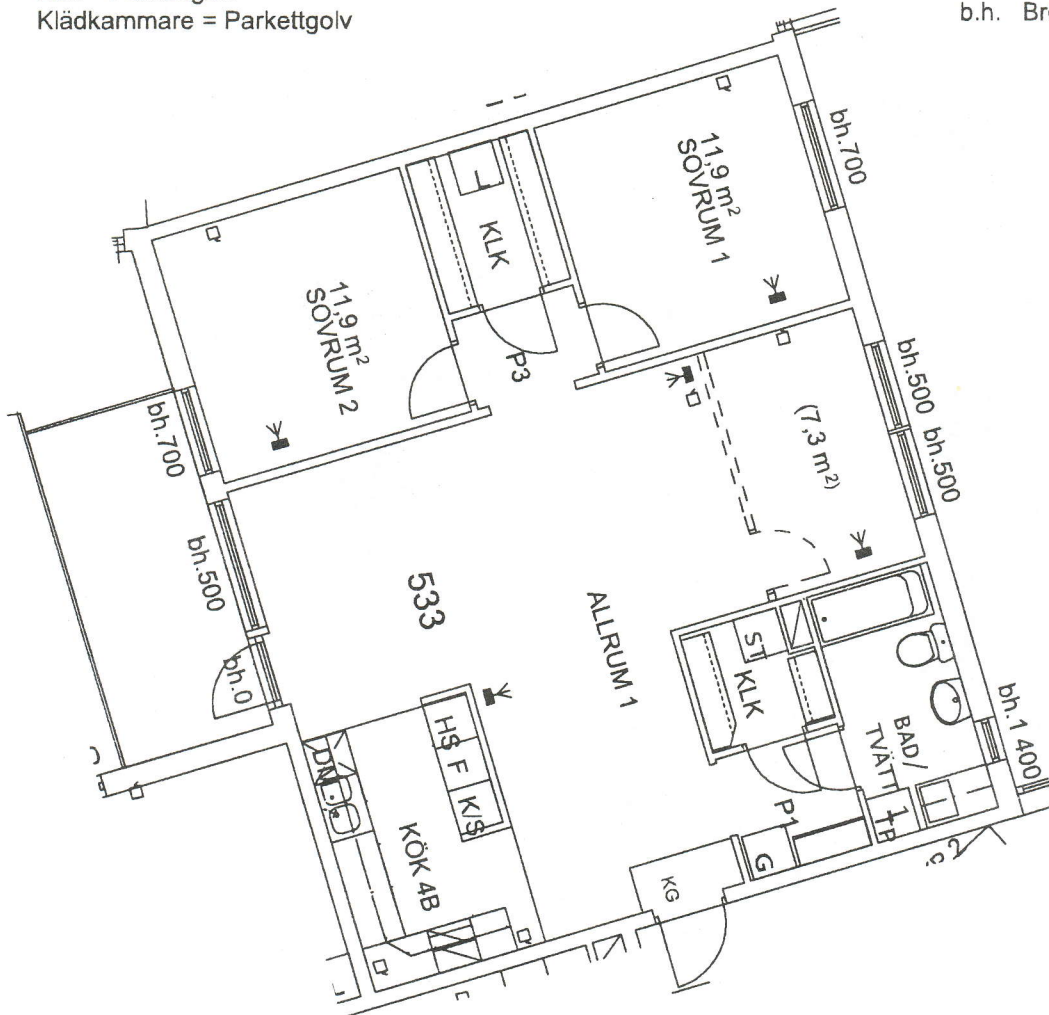 Klädkammare = Parkettgolv
b.h.
bh.700
11,9 m²
SOVRUM 1
KLK
11,9 m²
SOVRUM 2
P3
bh.500
bh.500
(7,3 m²)
bh.700
bh.500
bh.0
533
ALLRUM 1
ST
KLK
bh.1 400
BAD/
TVÄTT
HS
F
K/S
DM
KÖK 4B
P1
G
KG